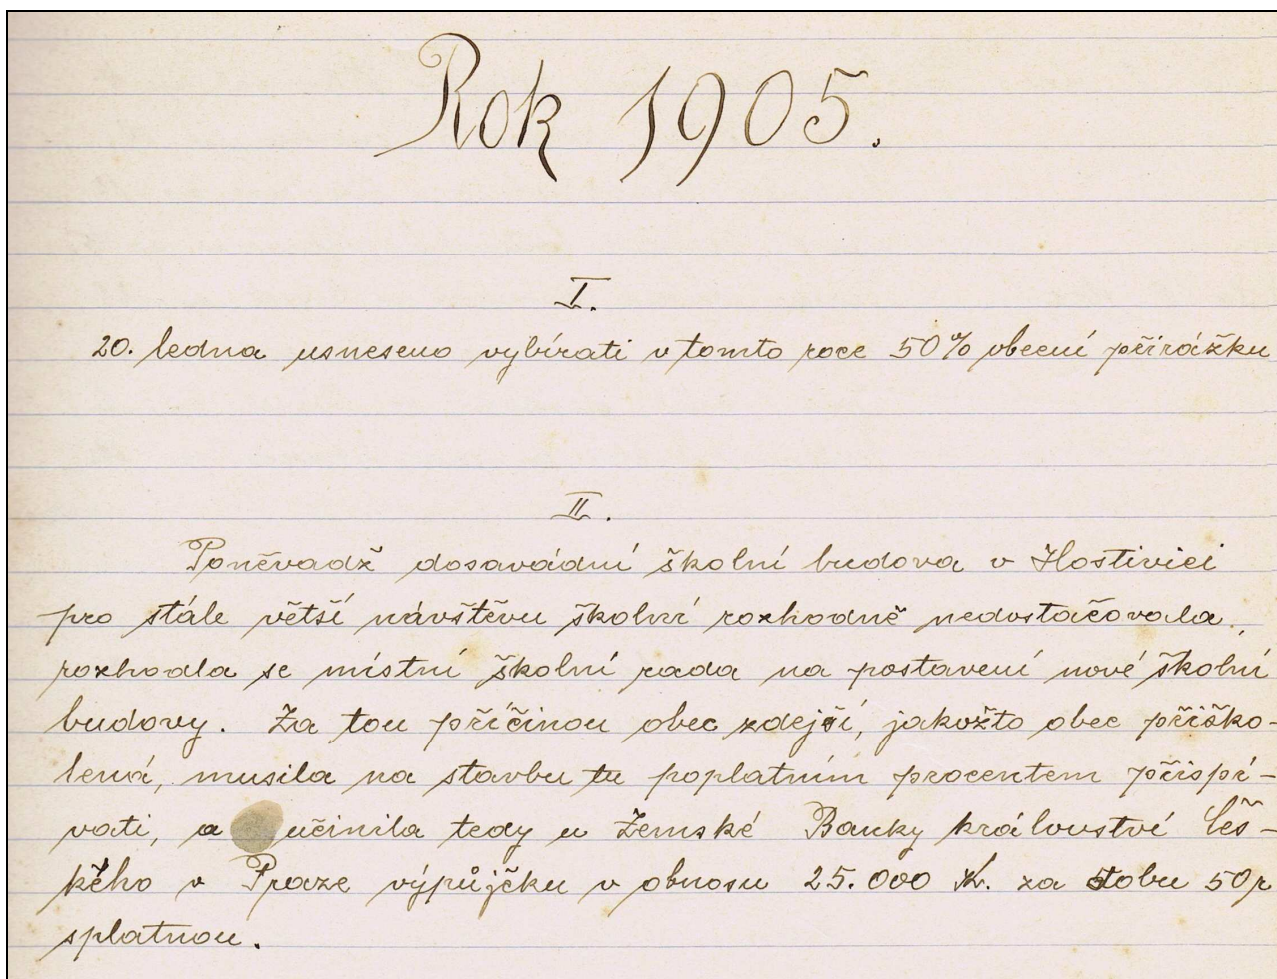 Rok 1905.
I.
20. ledna usneseno vybírati v tomto roce 50% obecní přirážku
II.
Poněvadž dosavádní školní budova v Hostivici
pro stále větší návštěvu školní rozhodně nedostačovala,
rozhodla se místní školní rada na postavení nové školní
budovy. Za tou příčinou obec zdejší, jakožto obec přiško-
lená, musila na stavbu tu poplatním procentem přispí-
vati, a učinila tedy u Zemské Banky království Čes-
kého v Praze výpůjčku v obnosu 25.000 K. za dobu 50 r
splatnou.